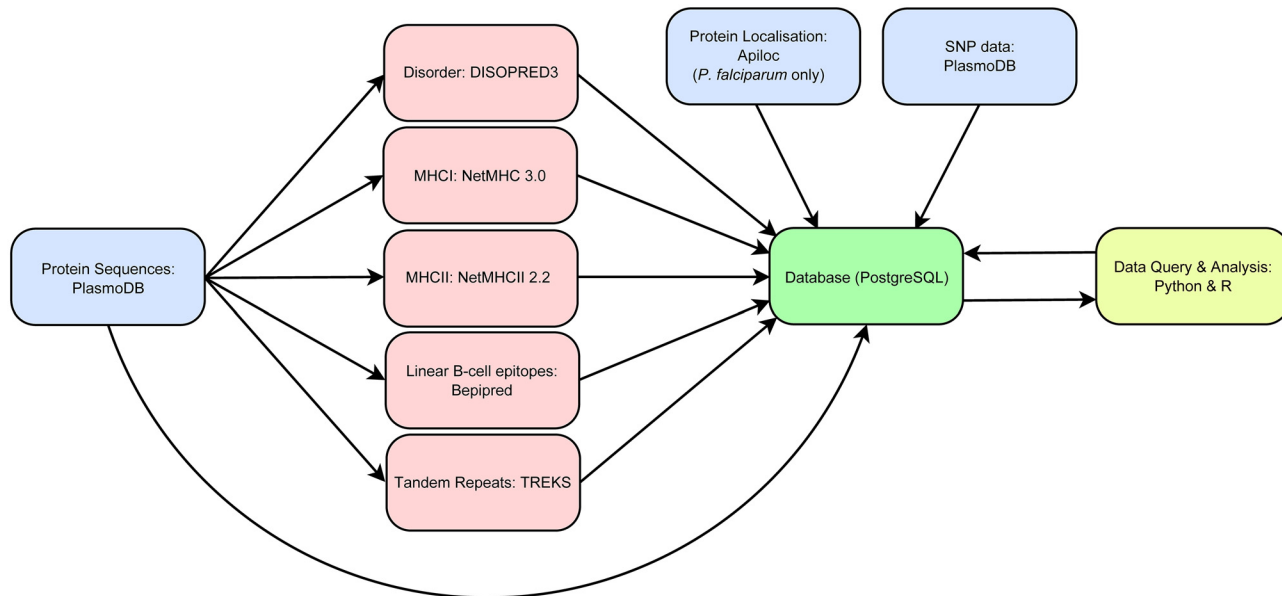 Protein Localisation:
Apiloc
(P. falciparum only)
SNP data:
PlasmoDB
Disorder: DISOPRED3
MHCI: NetMHC 3.0
Protein Sequences:
PlasmoDB
MHCII: NetMHCII 2.2
Database (PostgreSQL)
Data Query & Analysis:
Python & R
Linear B-cell epitopes:
Bepipred
Tandem Repeats: TREKS